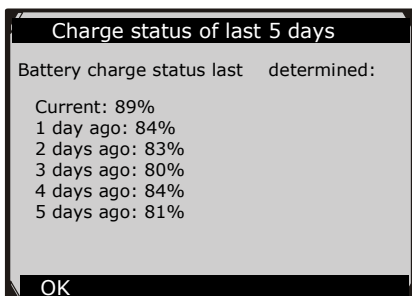 Charge status of last 5 days
Battery charge status last determined:
Current: 89%
1 day ago: 84%
2 days ago: 83%
3 days ago: 80%
4 days ago: 84%
5 days ago: 81%
OK